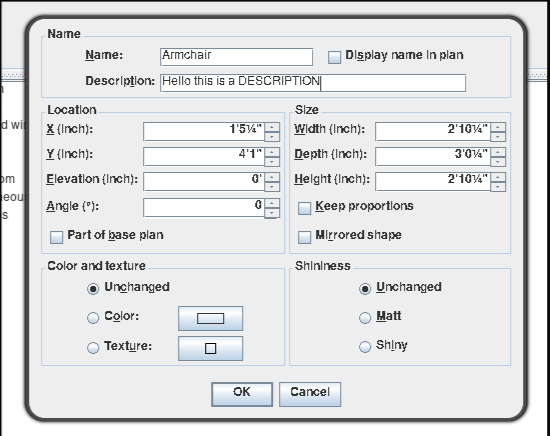 Name
Name: Armchair Display name in plan
Description: Hello this is a DESCRIPTION
Location
X (inch): 1'5¼"
Y (inch): 4'1"
Elevation (inch): 0'
Angle (°): 0
Part of base plan
Size
Width (inch): 2'10¼"
Depth (inch): 3'0¼"
Height (inch): 2'10¼"
Keep proportions
Mirrored shape
Color and texture
Unchanged
Color:
Texture:
Shininess
Unchanged
Matt
Shiny
OK Cancel